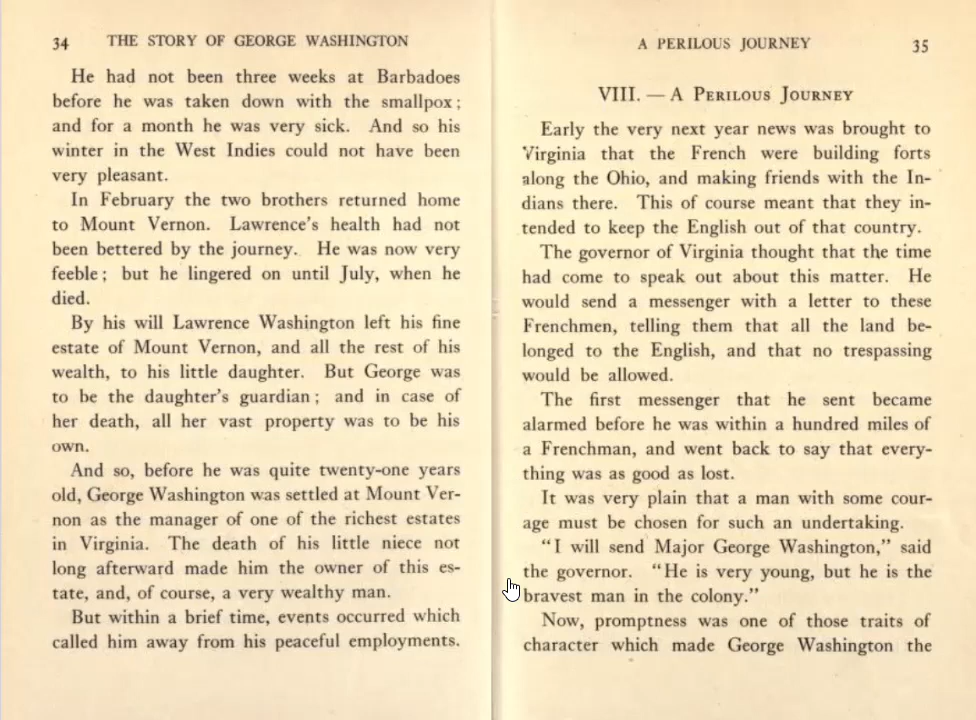 34 THE STORY OF GEORGE WASHINGTON
He had not been three weeks at Barbadoes
before he was taken down with the smallpox;
and for a month he was very sick. And so his
winter in the West Indies could not have been
very pleasant.
In February the two brothers returned home
to Mount Vernon. Lawrence's health had not
been bettered by the journey. He was now very
feeble; but he lingered on until July, when he
died.
By his will Lawrence Washington left his fine
estate of Mount Vernon, and all the rest of his
wealth, to his little daughter. But George was
to be the daughter's guardian; and in case of
her death, all her vast property was to be his
own.
And so, before he was quite twenty-one years
old, George Washington was settled at Mount Ver-
non as the manager of one of the richest estates
in Virginia. The death of his little niece not
long afterward made him the owner of this es-
tate, and, of course, a very wealthy man.
But within a brief time, events occurred which
called him away from his peaceful employments.
A PERILOUS JOURNEY 35
VIII. — A PERILOUS JOURNEY
Early the very next year news was brought to
Virginia that the French were building forts
along the Ohio, and making friends with the In-
dians there. This of course meant that they in-
tended to keep the English out of that country.
The governor of Virginia thought that the time
had come to speak out about this matter. He
would send a messenger with a letter to these
Frenchmen, telling them that all the land be-
longed to the English, and that no trespassing
would be allowed.
The first messenger that he sent became
alarmed before he was within a hundred miles of
a Frenchman, and went back to say that every-
thing was as good as lost.
It was very plain that a man with some cour-
age must be chosen for such an undertaking.
"I will send Major George Washington," said
the governor. "He is very young, but he is the
bravest man in the colony."
Now, promptness was one of those traits of
character which made George Washington the